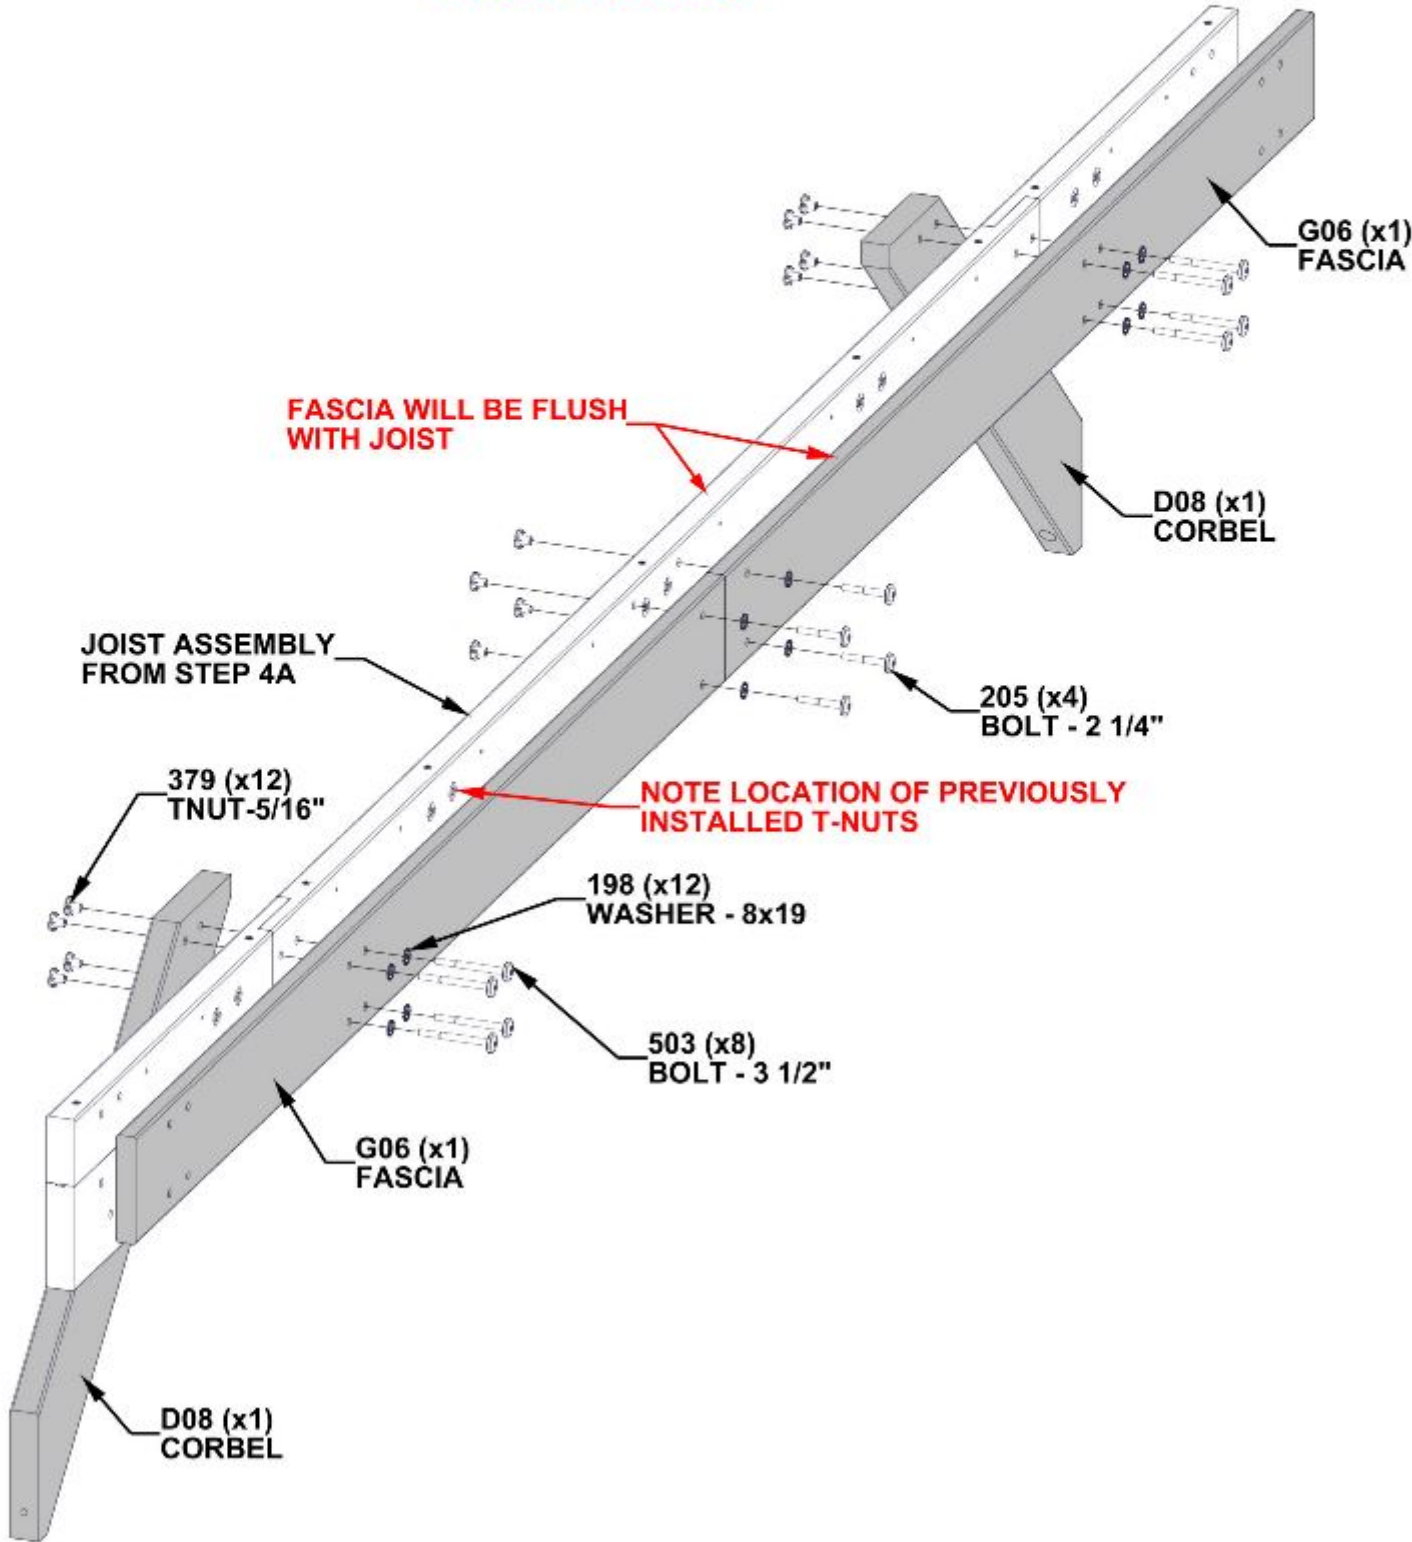 G06 (x1)
FASCIA
FASCIA WILL BE FLUSH
WITH JOIST
D08 (x1)
CORBEL
JOIST ASSEMBLY
FROM STEP 4A
205 (x4)
BOLT - 2 1/4"
379 (x12)
TNUT-5/16"
NOTE LOCATION OF PREVIOUSLY
INSTALLED T-NUTS
198 (x12)
WASHER - 8x19
503 (x8)
BOLT - 3 1/2"
G06 (x1)
FASCIA
D08 (x1)
CORBEL